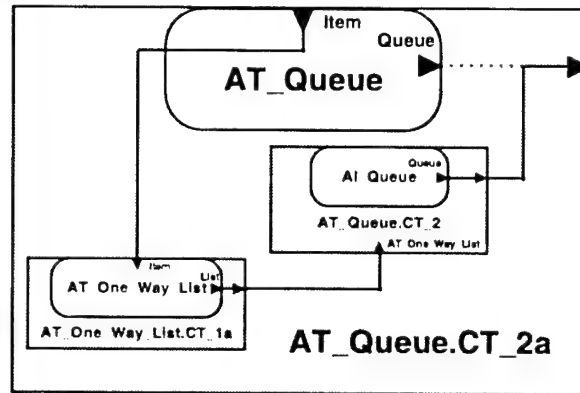 Item
Queue
AT_Queue
Queue
AI Queue
AT_Queue.CT_2
AT One Way List
Item
List
AT One Way List
AT_One Way List.CT_1a
AT_Queue.CT_2a